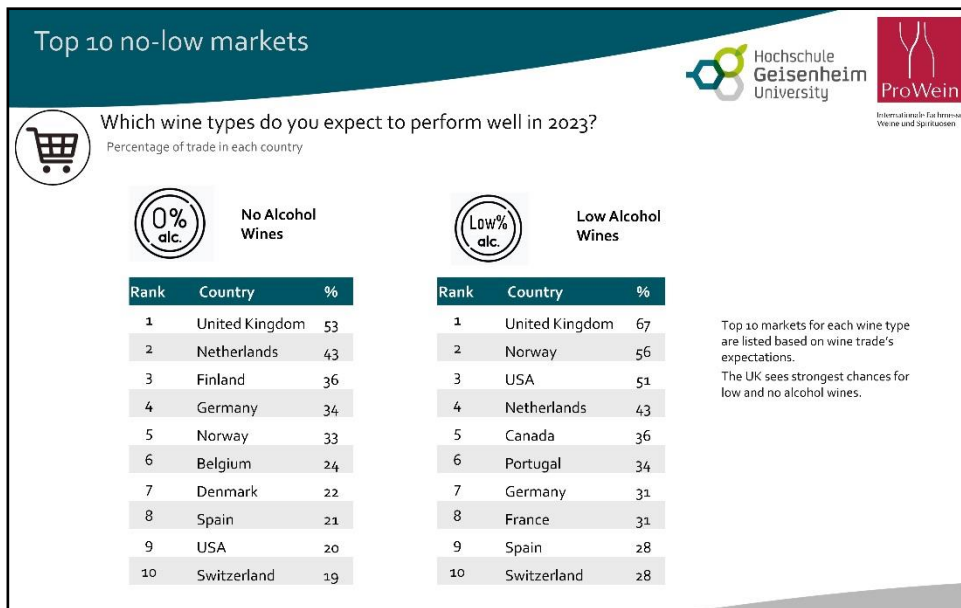 Top 10 no-low markets
Hochschule
Geisenheim
University
ProWein
Internationale Fachmesse
Weine und Spirituosen
Which wine types do you expect to perform well in 2023?
Percentage of trade in each country
0%
alc.
No Alcohol
Wines
Low%
alc.
Low Alcohol
Wines
Rank Country %
1 United Kingdom 53
2 Netherlands 43
3 Finland 36
4 Germany 34
5 Norway 33
6 Belgium 24
7 Denmark 22
8 Spain 21
9 USA 20
10 Switzerland 19
Rank Country %
1 United Kingdom 67
2 Norway 56
3 USA 51
4 Netherlands 43
5 Canada 36
6 Portugal 34
7 Germany 31
8 France 31
9 Spain 28
10 Switzerland 28
Top 10 markets for each wine type
are listed based on wine trade's
expectations.
The UK sees strongest chances for
low and no alcohol wines.